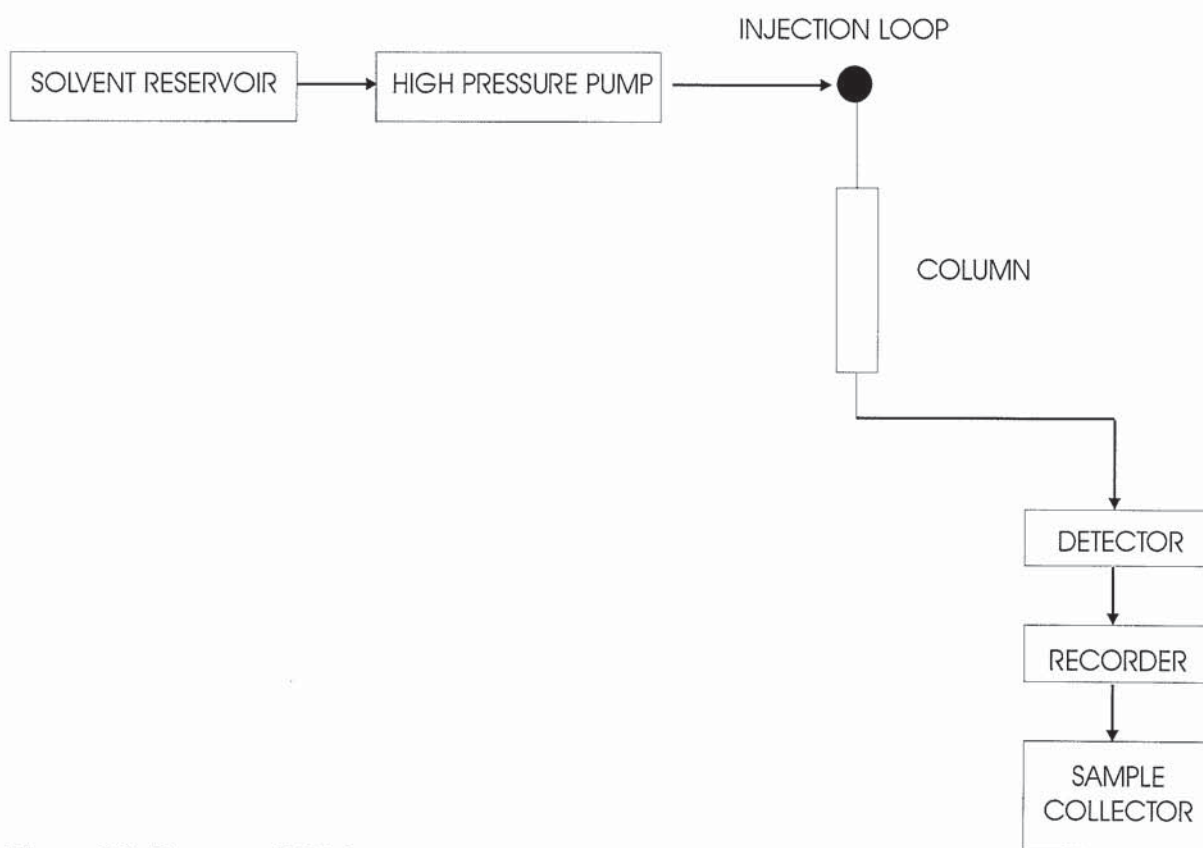 INJECTION LOOP
SOLVENT RESERVOIR
HIGH PRESSURE PUMP
COLUMN
DETECTOR
RECORDER
SAMPLE
COLLECTOR